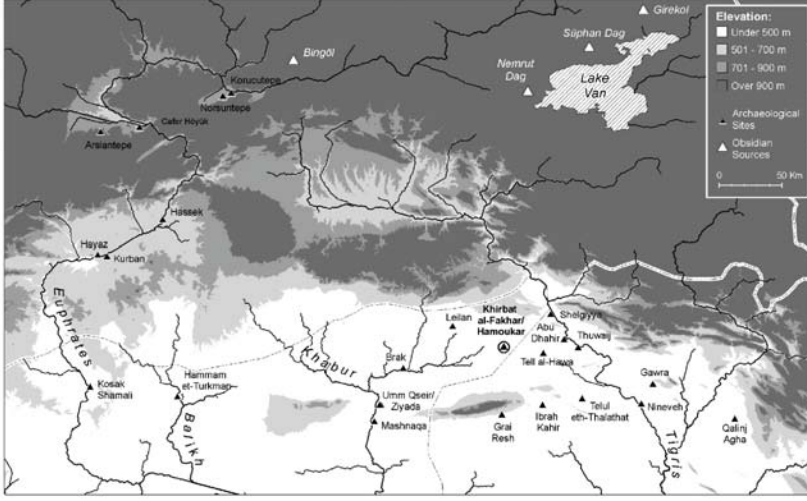 Girekol
Süphan Dag
Bingöl
Nemrut
Dag
Lake
Van
Elevation:
Under 500 m
501 - 700 m
701 - 900 m
Over 900 m
Archaeological
Sites
Obsidian
Sources
0 50 Km
Korucutepe
Norsuntepe
Cafer Höyük
Arslantepe
Hassek
Hayaz
Kurban
Euphrates
Khirbat
al-Fakhar/
Hamoukar
Shelgiyya
Leilan
Abu
Dhahir
Thuwaij
Khabur
Brak
Tell al-Hawa
Kosak
Shamali
Hammam
et-Turkman
Gawra
Umm Qseir/
Ziyada
Mashnaqa
Grai
Resh
Ibrah
Kahir
Telul
eth-Thalathat
Nineveh
Qalinj
Agha
Barikh
Tigris